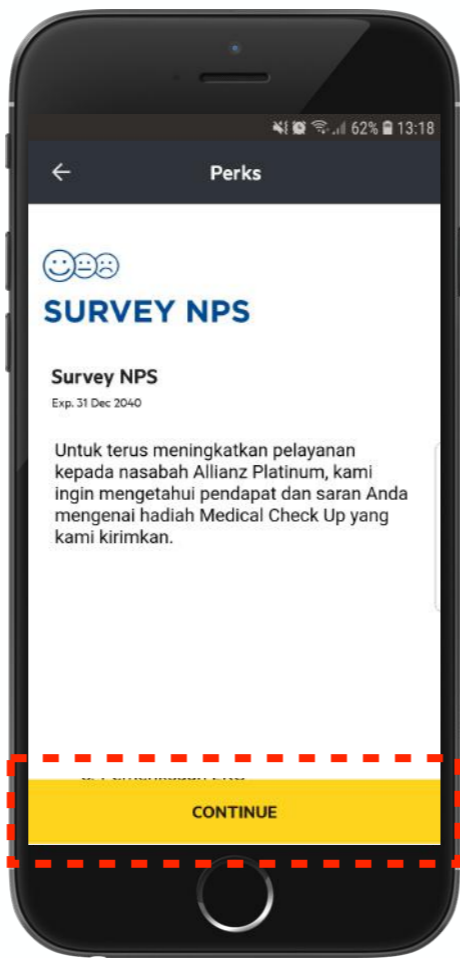 62% 13:18
Perks
SURVEY NPS
Survey NPS
Exp. 31 Dec 2040
Untuk terus meningkatkan pelayanan
kepada nasabah Allianz Platinum, kami
ingin mengetahui pendapat dan saran Anda
mengenai hadiah Medical Check Up yang
kami kirimkan.
CONTINUE